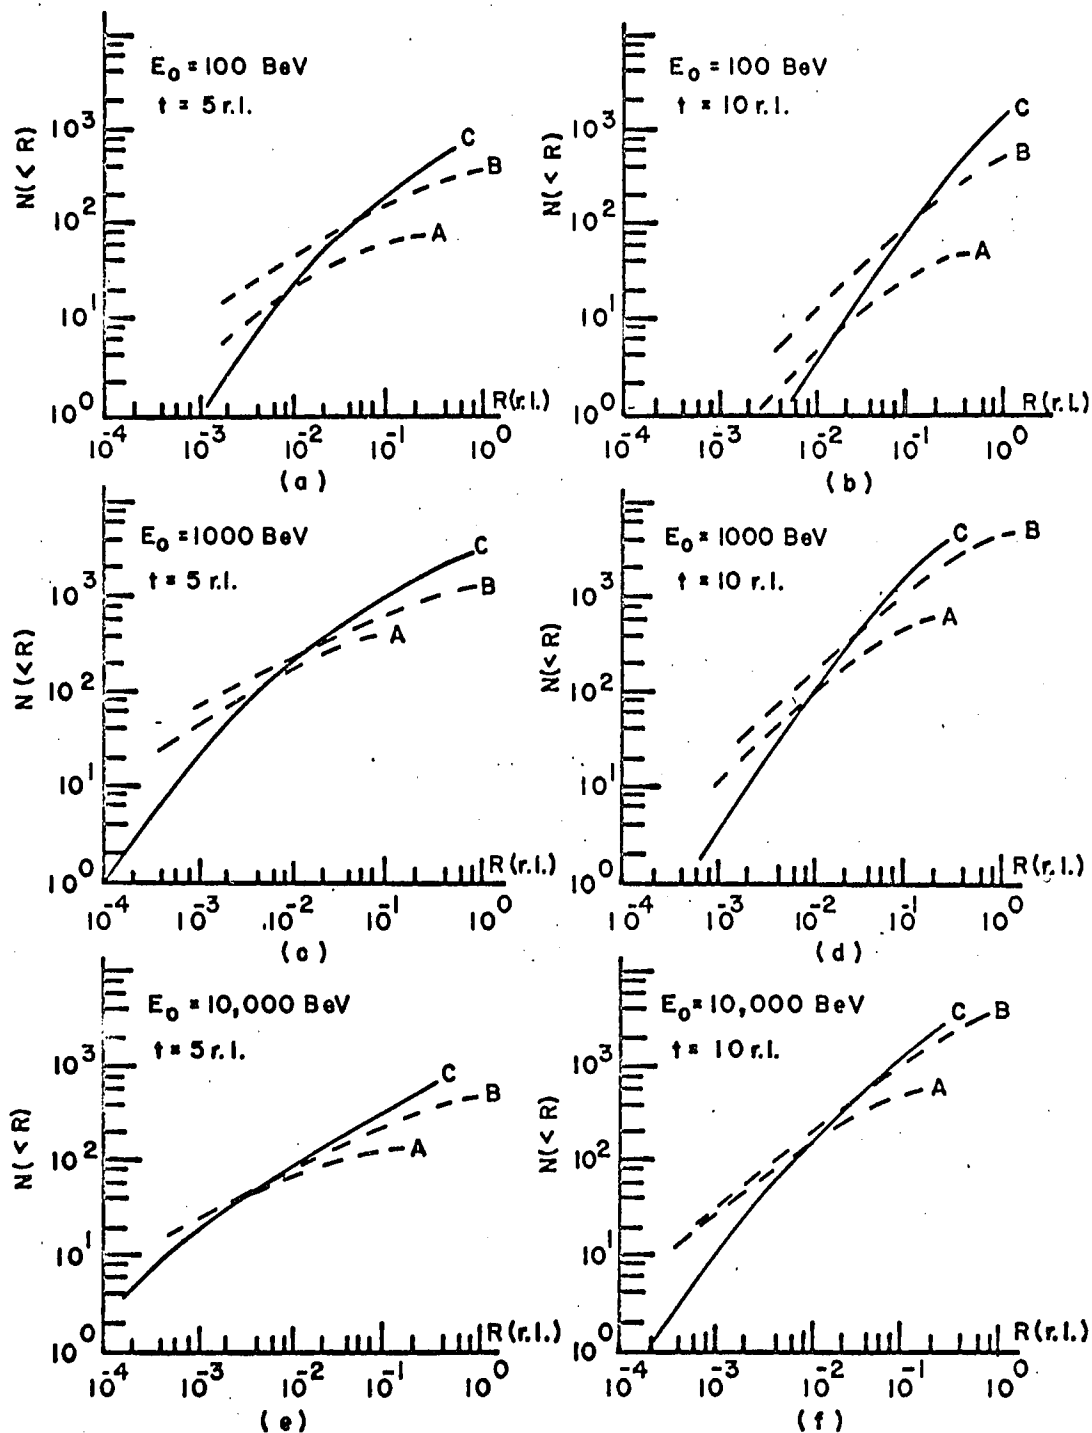 E₀ = 100 BeV
t = 5 r.l.
N(< R)
10³
10²
10¹
10⁰
C
B
A
R(r.l.)
10⁻⁴ 10⁻³ 10⁻² 10⁻¹ 10⁰
(a)
E₀ = 100 BeV
t = 10 r.l.
N(< R)
10³
10²
10¹
10⁰
C
B
A
R(r.l.)
10⁻⁴ 10⁻³ 10⁻² 10⁻¹ 10⁰
(b)
E₀ = 1000 BeV
t = 5 r.l.
N(<R)
10³
10²
10¹
10⁰
C
B
A
R(r.l.)
10⁻⁴ 10⁻³ 10⁻² 10⁻¹ 10⁰
(c)
E₀ = 1000 BeV
t = 10 r.l.
N(<R)
10³
10²
10¹
10⁰
C
B
A
R(r.l.)
10⁻⁴ 10⁻³ 10⁻² 10⁻¹ 10⁰
(d)
E₀ = 10,000 BeV
t = 5 r.l.
N(< R)
10³
10²
10¹
10⁰
C
B
A
R(r.l.)
10⁻⁴ 10⁻³ 10⁻² 10⁻¹ 10⁰
(e)
E₀ = 10,000 BeV
t = 10 r.l.
N(< R)
10³
10²
10¹
10⁰
C
B
A
R(r.l.)
10⁻⁴ 10⁻³ 10⁻² 10⁻¹ 10⁰
(f)